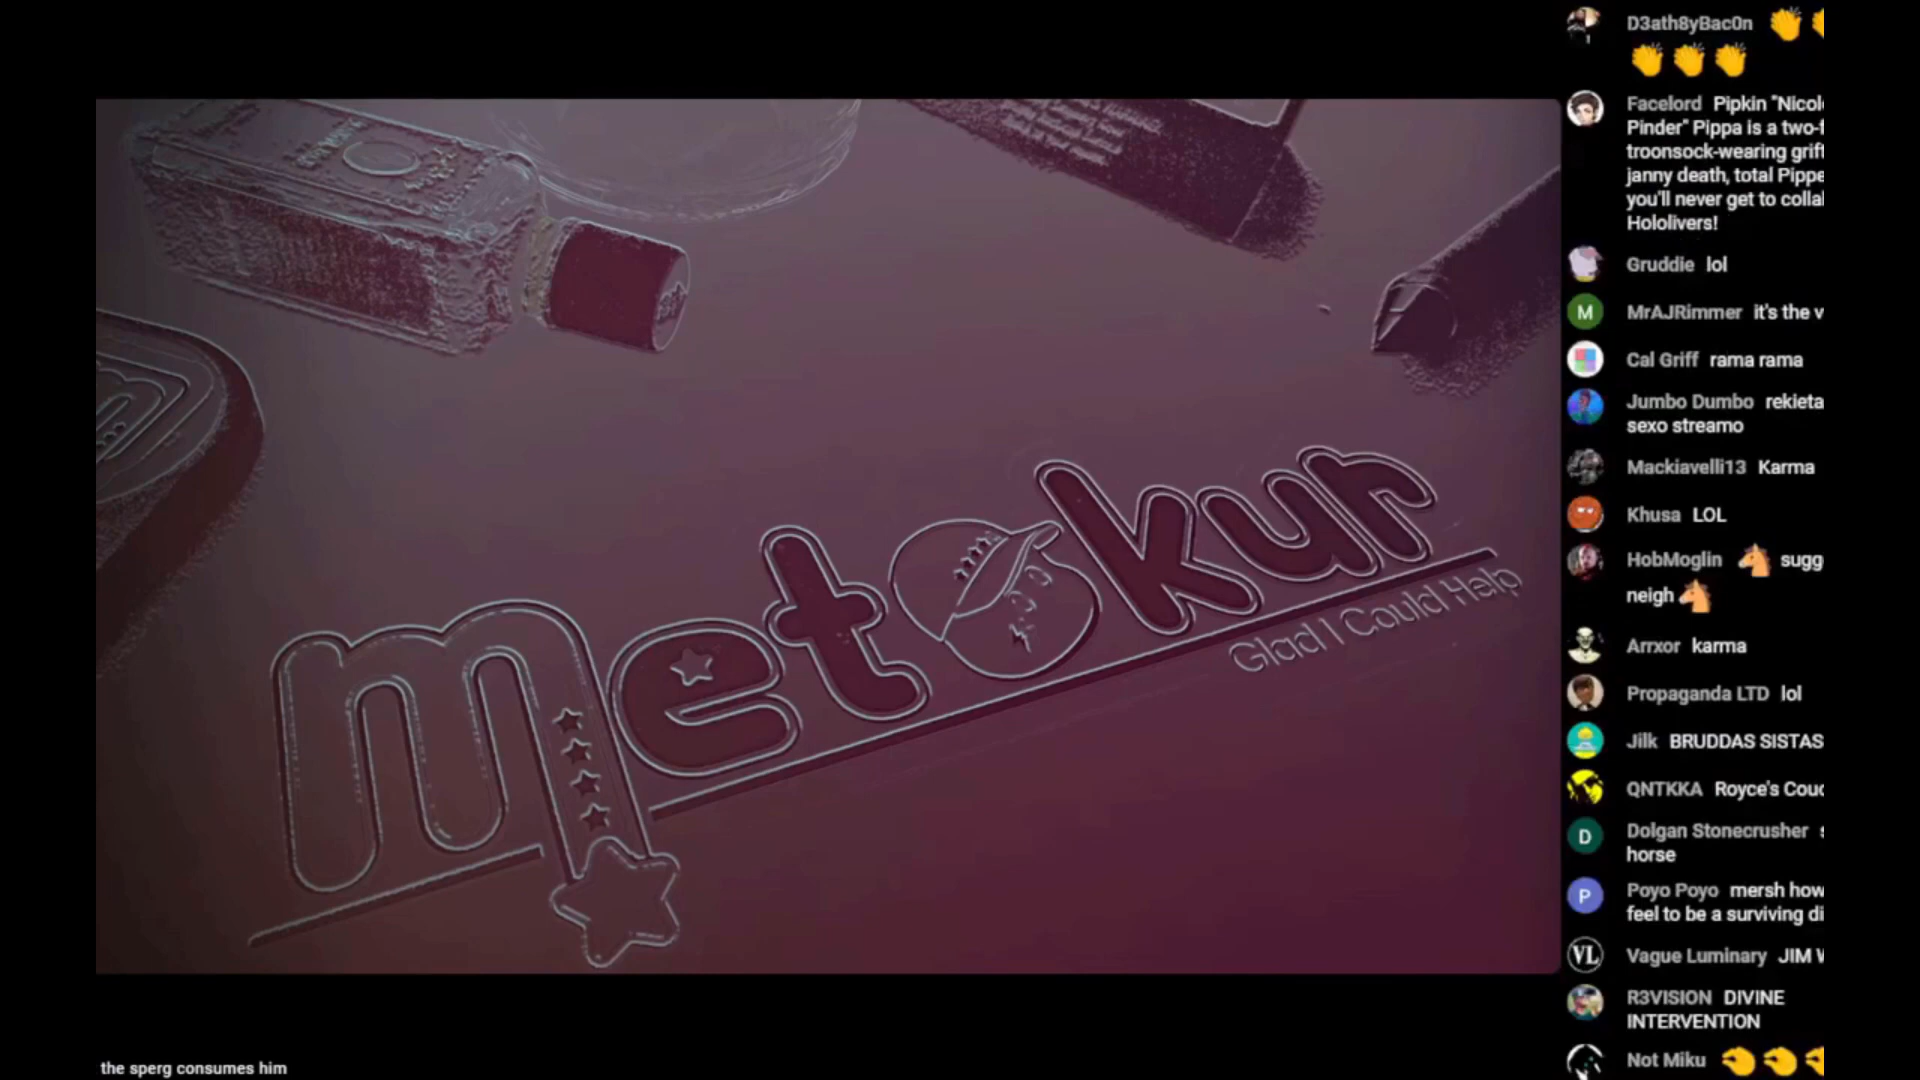 D3ath8yBac0n 👏
👏 👏 👏
Facelord Pipkin "Nicol
Pinder" Pippa is a two-f
troonsock-wearing grift
janny death, total Pippe
you'll never get to colla
Hololivers!
Gruddie lol
M MrAJRimmer it's the v
Cal Griff rama rama
Jumbo Dumbo rekieta
sexo streamo
Mackiavelli13 Karma
Khusa LOL
HobMoglin 🐴 sugg
neigh 🐴
Arrxor karma
Propaganda LTD lol
Jilk BRUDDAS SISTAS
QNTKKA Royce's Couc
D Dolgan Stonecrusher
horse
P Poyo Poyo mersh how
feel to be a surviving di
VL Vague Luminary JIM
R3VISION DIVINE
INTERVENTION
Not Miku
metokur
Glad I Could Help
the sperg consumes him